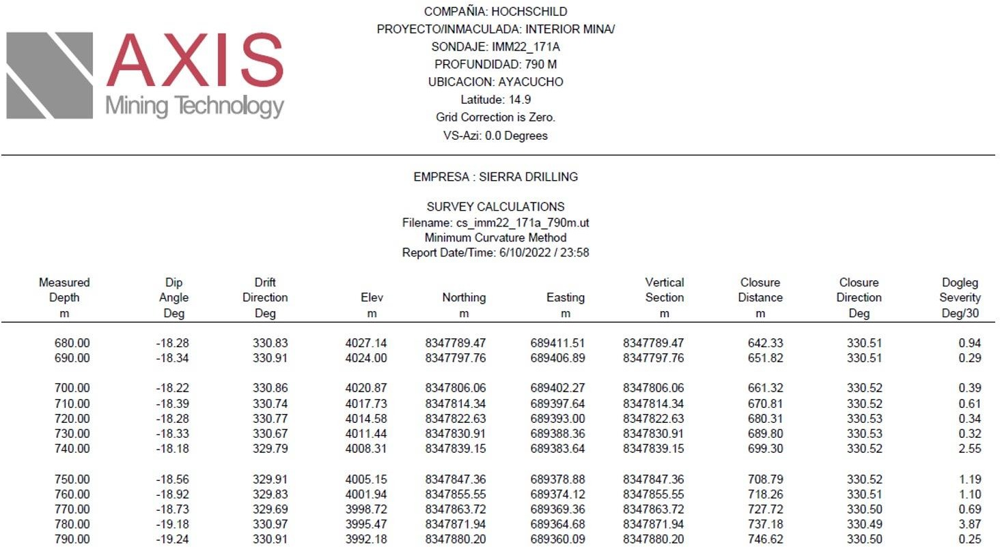 AXIS
Mining Technology
COMPAÑIA: HOCHSCHILD
PROYECTO/INMACULADA: INTERIOR MINA/
SONDAJE: IMM22_171A
PROFUNDIDAD: 790 M
UBICACION: AYACUCHO
Latitude: 14.9
Grid Correction is Zero.
VS-Azi: 0.0 Degrees
EMPRESA : SIERRA DRILLING
SURVEY CALCULATIONS
Filename: cs_imm22_171a_790m.ut
Minimum Curvature Method
Report Date/Time: 6/10/2022 / 23:58
Measured Dip Drift Vertical Closure Closure Dogleg
Depth Angle Direction Elev Northing Easting Section Distance Direction Severity
m Deg Deg m m m m m Deg Deg/30
680.00 -18.28 330.83 4027.14 8347789.47 689411.51 8347789.47 642.33 330.51 0.94
690.00 -18.34 330.91 4024.00 8347797.76 689406.89 8347797.76 651.82 330.51 0.29
700.00 -18.22 330.86 4020.87 8347806.06 689402.27 8347806.06 661.32 330.52 0.39
710.00 -18.39 330.74 4017.73 8347814.34 689397.64 8347814.34 670.81 330.52 0.61
720.00 -18.28 330.77 4014.58 8347822.63 689393.00 8347822.63 680.31 330.53 0.34
730.00 -18.33 330.67 4011.44 8347830.91 689388.36 8347830.91 689.80 330.53 0.32
740.00 -18.18 329.79 4008.31 8347839.15 689383.64 8347839.15 699.30 330.52 2.55
750.00 -18.56 329.91 4005.15 8347847.36 689378.88 8347847.36 708.79 330.52 1.19
760.00 -18.92 329.83 4001.94 8347855.55 689374.12 8347855.55 718.26 330.51 1.10
770.00 -18.73 329.69 3998.72 8347863.72 689369.36 8347863.72 727.72 330.50 0.69
780.00 -19.18 330.97 3995.47 8347871.94 689364.68 8347871.94 737.18 330.49 3.87
790.00 -19.24 330.91 3992.18 8347880.20 689360.09 8347880.20 746.62 330.50 0.25